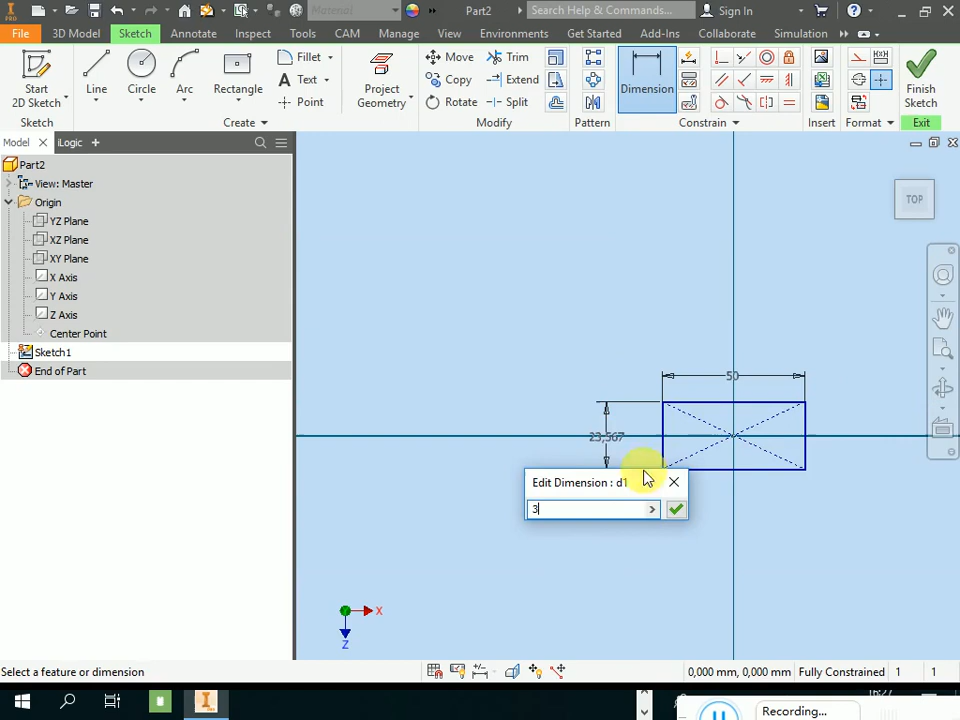 PRO
Material
Part2
Search Help & Commands...
Sign In
File
3D Model
Sketch
Annotate
Inspect
Tools
CAM
Manage
View
Environments
Get Started
Add-Ins
Collaborate
Simulation
Start
2D Sketch
Line
Circle
Arc
Rectangle
Fillet
Text
Point
Project
Geometry
Move
Copy
Rotate
Trim
Extend
Split
Dimension
Finish
Sketch
Sketch
Create
Modify
Pattern
Constrain
Insert
Format
Exit
Model
iLogic
Part2
View: Master
Origin
YZ Plane
XZ Plane
XY Plane
X Axis
Y Axis
Z Axis
Center Point
Sketch1
End of Part
TOP
50
23,567
Edit Dimension : d1
3
X
Z
Select a feature or dimension
0,000 mm, 0,000 mm
Fully Constrained
1
1
16:27
Recording...